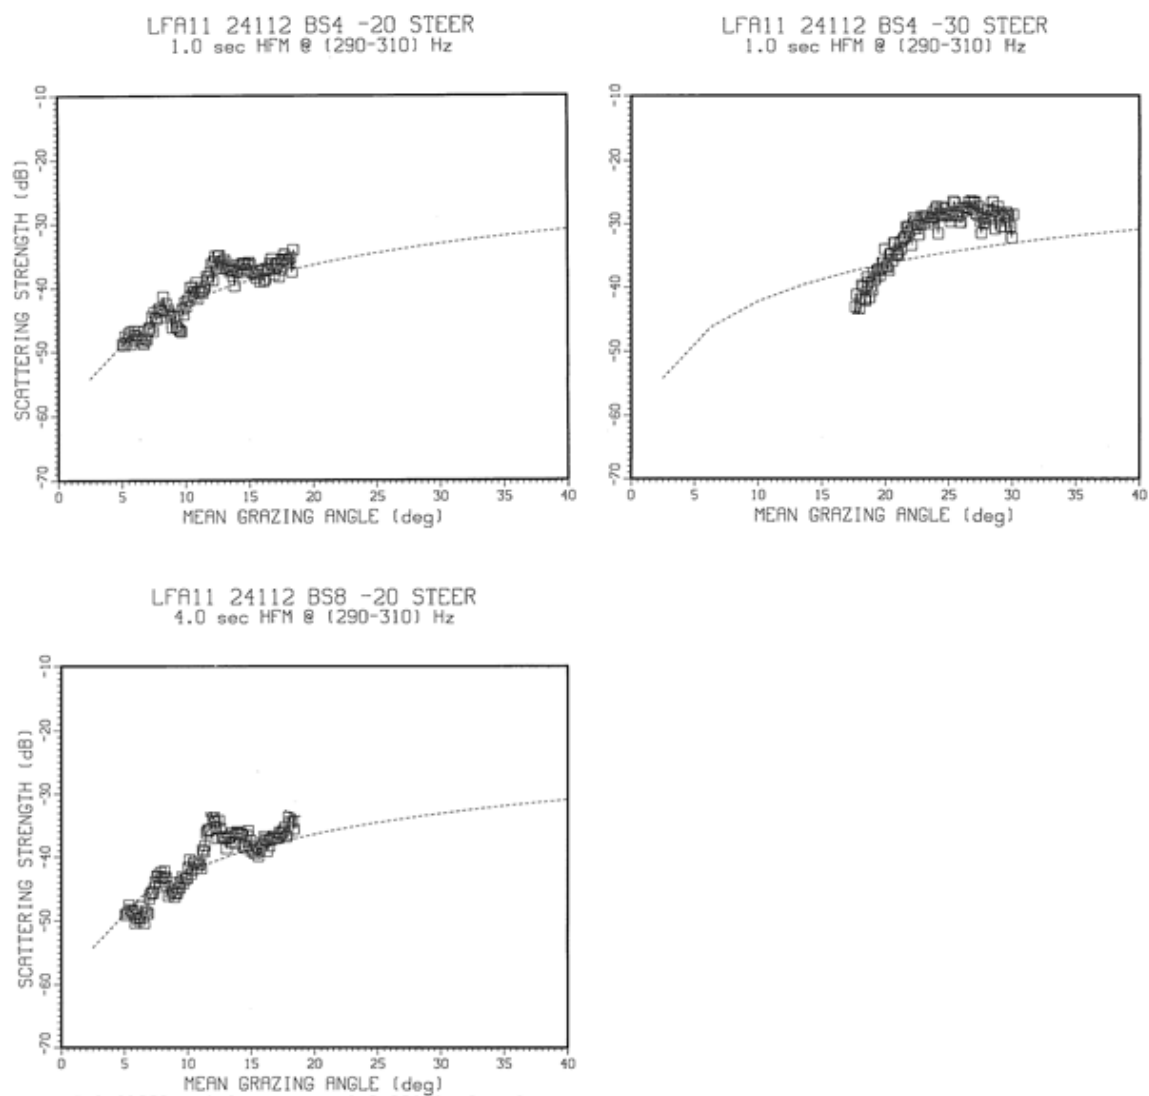 LFA11 24112 BS4 -20 STEER
1.0 sec HFM @ (290-310) Hz
SCATTERING STRENGTH (dB)
-10
-20
-30
-40
-50
-60
-70
0 5 10 15 20 25 30 35 40
MEAN GRAZING ANGLE (deg)
LFA11 24112 BS4 -30 STEER
1.0 sec HFM @ (290-310) Hz
-10
-20
-30
-40
-50
-60
-70
0 5 10 15 20 25 30 35 40
MEAN GRAZING ANGLE (deg)
LFA11 24112 BS8 -20 STEER
4.0 sec HFM @ (290-310) Hz
SCATTERING STRENGTH (dB)
-10
-20
-30
-40
-50
-60
-70
0 5 10 15 20 25 30 35 40
MEAN GRAZING ANGLE (deg)